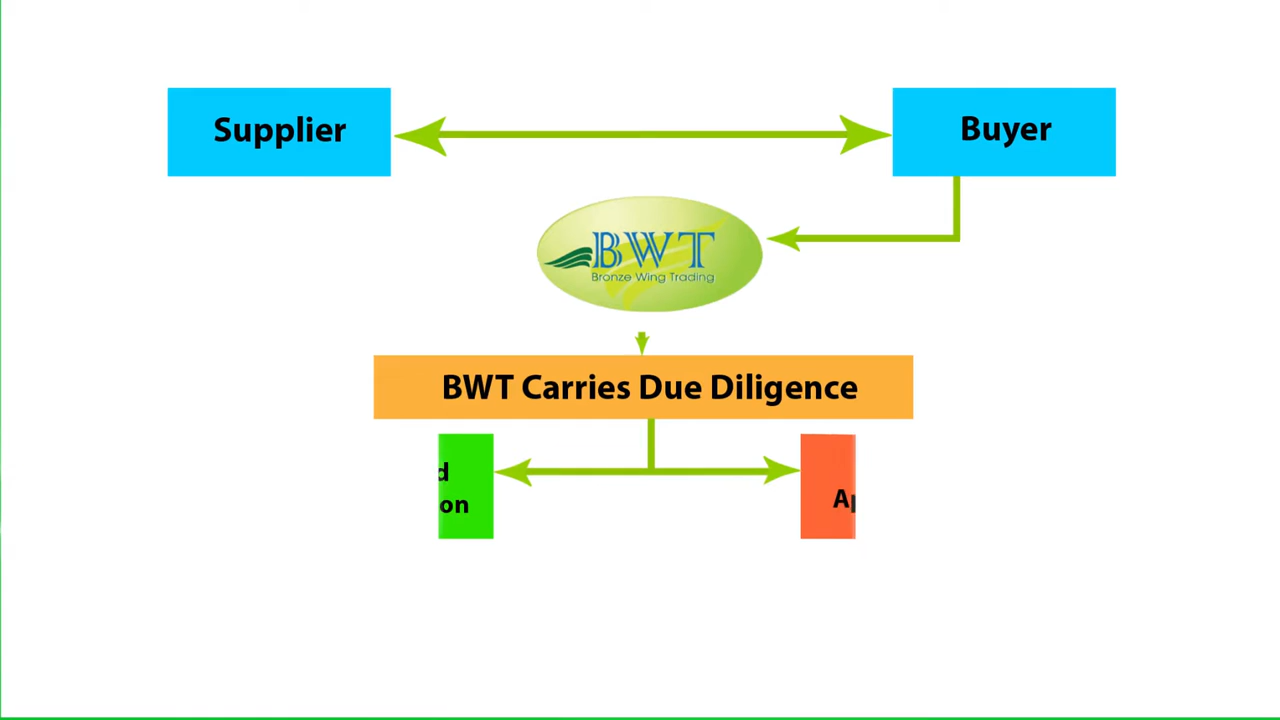 Supplier
Buyer
BWT
Bronze Wing Trading
BWT Carries Due Diligence
d
on
Ap